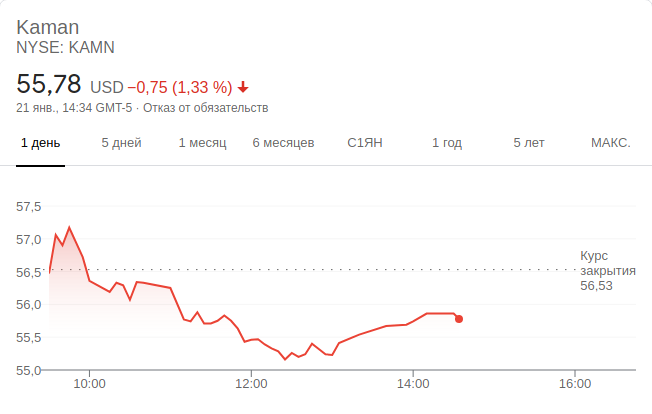 Kaman
NYSE: KAMN
55,78 USD −0,75 (1,33 %)
21 янв., 14:34 GMT-5 · Отказ от обязательств
1 день 5 дней 1 месяц 6 месяцев С1ЯН 1 год 5 лет МАКС.
57,5
57,0
56,5
56,0
55,5
55,0
Курс
закрытия
56,53
10:00 12:00 14:00 16:00